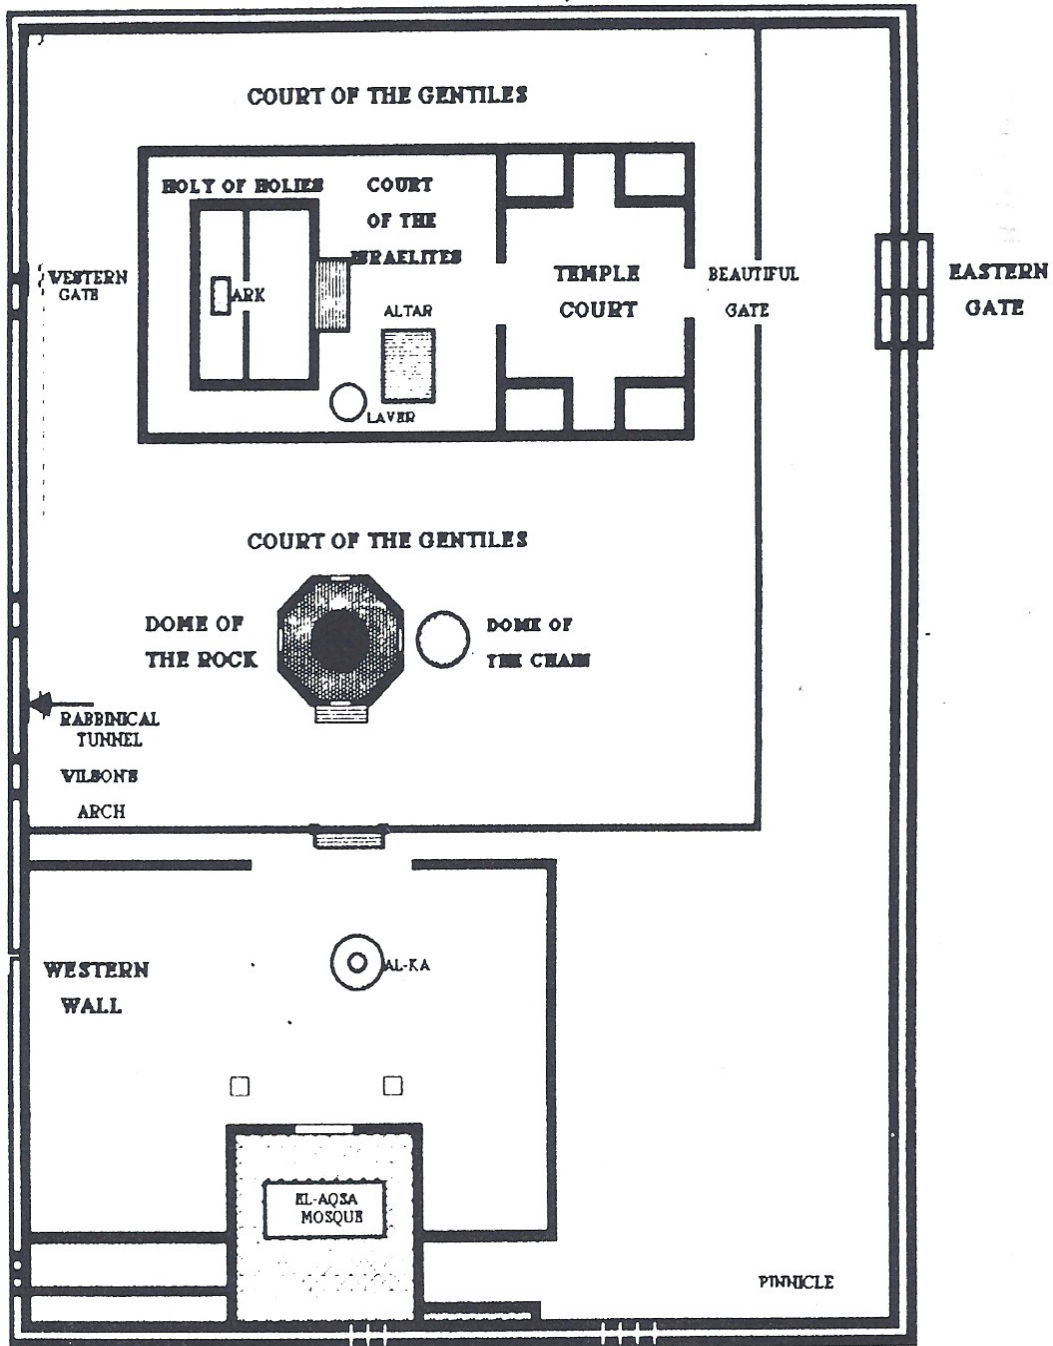 COURT OF THE GENTILES
HOLY OF HOLIES
COURT
OF THE
ISRAELITES
WESTERN
GATE
ARK
ALTAR
LAVER
TEMPLE
COURT
BEAUTIFUL
GATE
EASTERN
GATE
COURT OF THE GENTILES
DOME OF
THE ROCK
DOME OF
THE CHAIN
RABBINICAL
TUNNEL
WILSON'S
ARCH
WESTERN
WALL
AL-KA
EL-AQSA
MOSQUE
PINNICLE